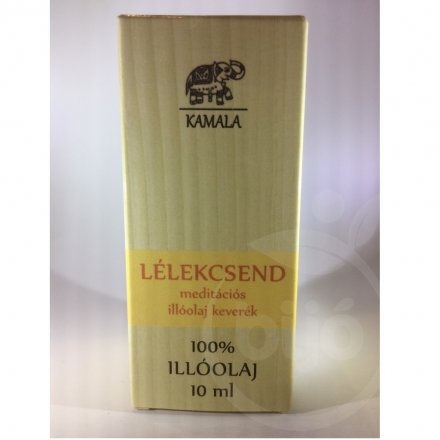 KAMALA
LÉLEKCSEND
meditációs
illóolaj keverék
100%
ILLÓOLAJ
10 ml